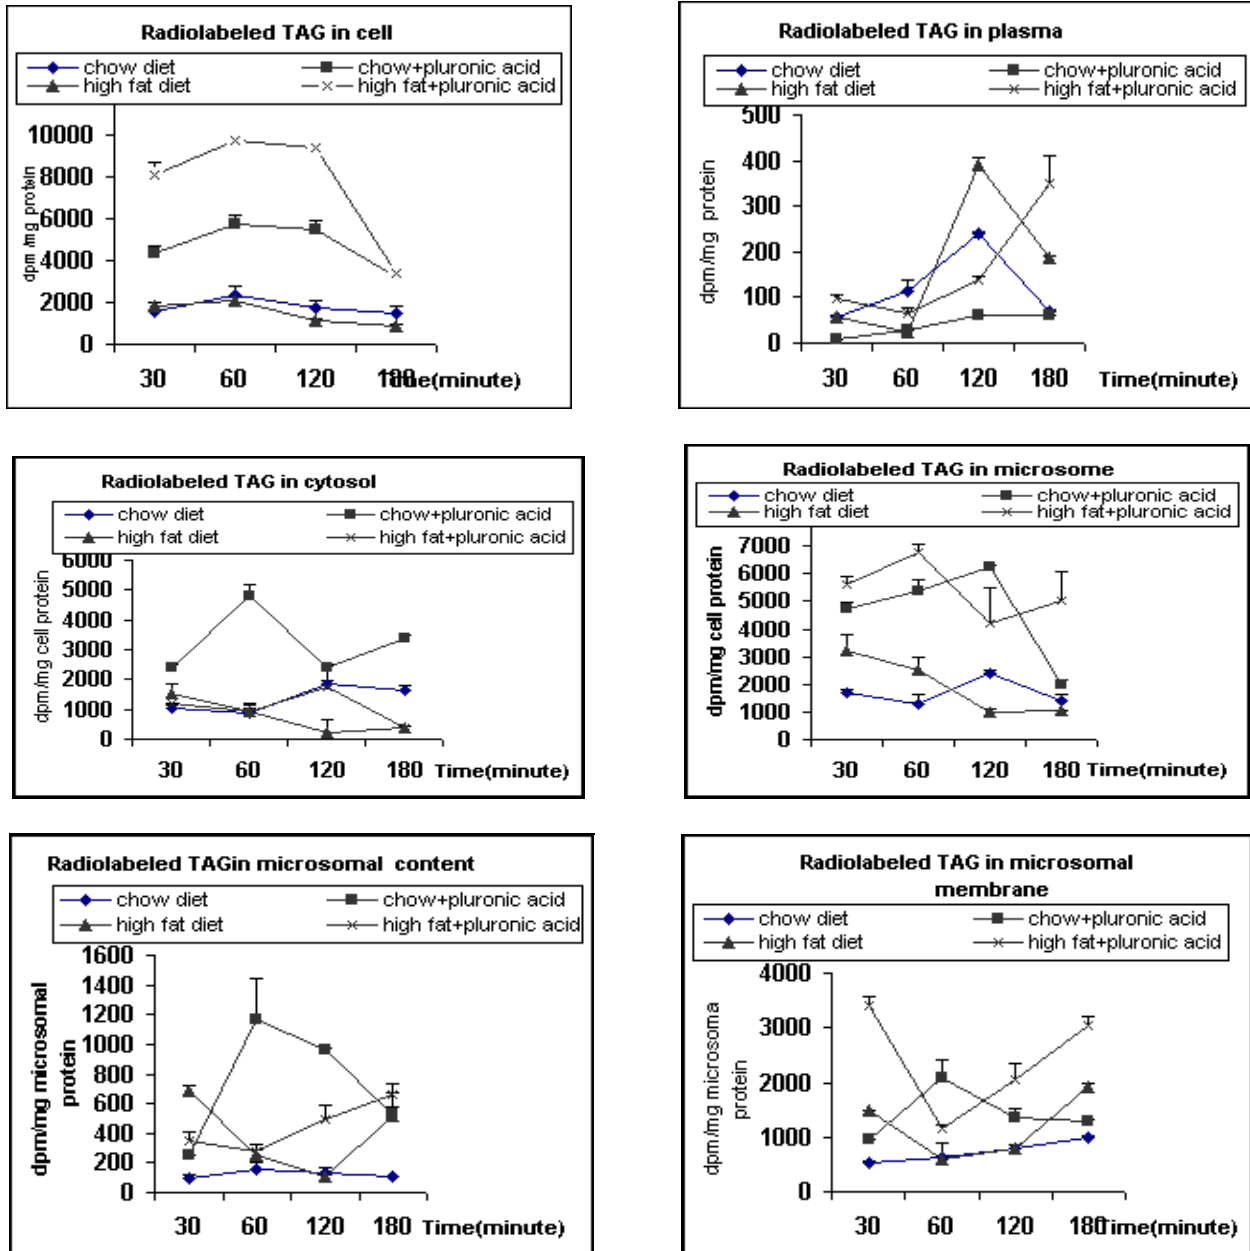 Radiolabeled TAG in cell
chow diet
chow+pluronic acid
high fat diet
high fat+pluronic acid
10000
8000
6000
4000
2000
0
dpm/mg protein
30 60 120 180 Time(minute)
Radiolabeled TAG in plasma
chow diet
chow+pluronic acid
high fat diet
high fat+pluronic acid
500
400
300
200
100
0
dpm/mg protein
30 60 120 180 Time(minute)
Radiolabeled TAG in cytosol
chow diet
chow+pluronic acid
high fat diet
high fat+pluronic acid
6000
5000
4000
3000
2000
1000
0
dpm/mg cell protein
30 60 120 180 Time(minute)
Radiolabeled TAG in microsome
chow diet
chow+pluronic acid
high fat diet
high fat+pluronic acid
7000
6000
5000
4000
3000
2000
1000
0
dpm/mg cell protein
30 60 120 180 Time(minute)
Radiolabeled TAGin microsomal content
chow diet
chow+pluronic acid
high fat diet
high fat+pluronic acid
1600
1400
1200
1000
800
600
400
200
0
dpm/mg microsomal
protein
30 60 120 180 Time(minute)
Radiolabeled TAG in microsomal
membrane
chow diet
chow+pluronic acid
high fat diet
high fat+pluronic acid
4000
3000
2000
1000
0
dpm/mg microsoma
protein
30 60 120 180 Time(minute)